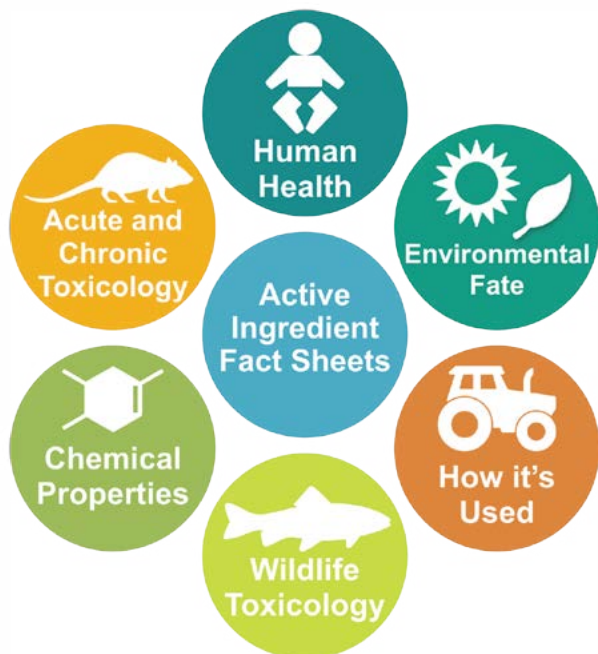 Human
Health
Acute and
Chronic
Toxicology
Environmental
Fate
Active
Ingredient
Fact Sheets
Chemical
Properties
How it's
Used
Wildlife
Toxicology